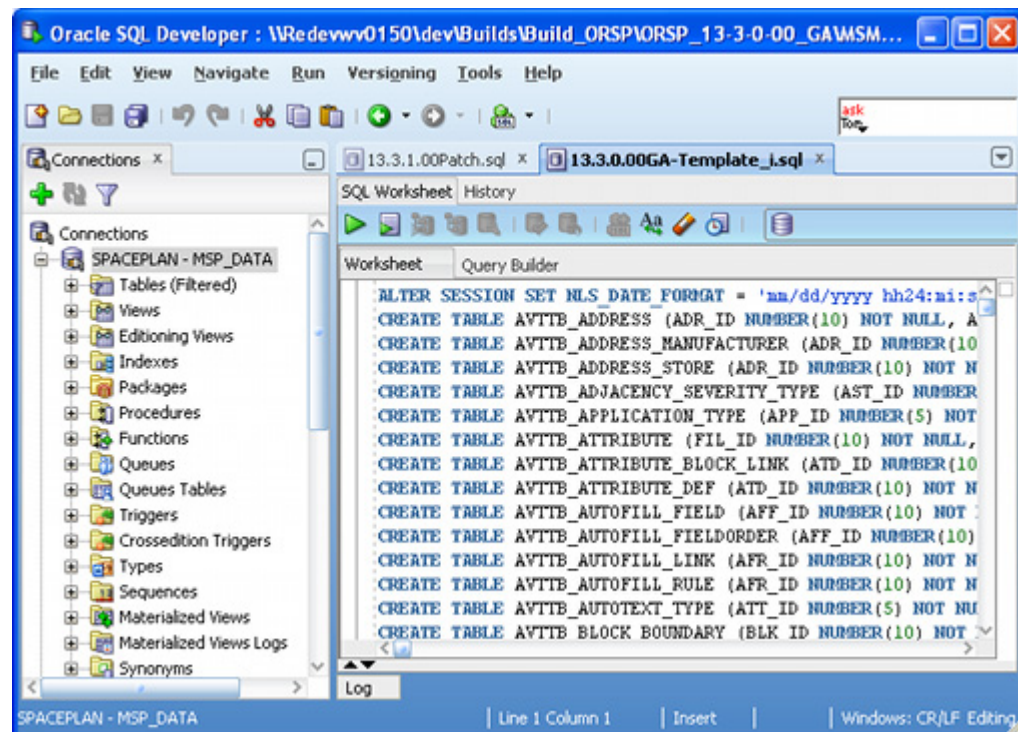 Oracle SQL Developer : \\Redevwv0150\dev\Builds\Build_ORSP\ORSP_13-3-0-00_GA\MSM...
File Edit View Navigate Run Versioning Tools Help
ask
Tom
Connections
13.3.1.00Patch.sql
13.3.0.00GA-Template_i.sql
SQL Worksheet History
Connections
SPACEPLAN - MSP_DATA
Tables (Filtered)
Views
Editioning Views
Indexes
Packages
Procedures
Functions
Queues
Queues Tables
Triggers
Crossedition Triggers
Types
Sequences
Materialized Views
Materialized Views Logs
Synonyms
Worksheet Query Builder
ALTER SESSION SET NLS_DATE_FORMAT = 'mm/dd/yyyy hh24:mi:s
CREATE TABLE AVTTB_ADDRESS (ADR_ID NUMBER(10) NOT NULL, A
CREATE TABLE AVTTB_ADDRESS_MANUFACTURER (ADR_ID NUMBER(10
CREATE TABLE AVTTB_ADDRESS_STORE (ADR_ID NUMBER(10) NOT N
CREATE TABLE AVTTB_ADJACENCY_SEVERITY_TYPE (AST_ID NUMBER
CREATE TABLE AVTTB_APPLICATION_TYPE (APP_ID NUMBER(5) NOT
CREATE TABLE AVTTB_ATTRIBUTE (FIL_ID NUMBER(10) NOT NULL,
CREATE TABLE AVTTB_ATTRIBUTE_BLOCK_LINK (ATD_ID NUMBER(10
CREATE TABLE AVTTB_ATTRIBUTE_DEF (ATD_ID NUMBER(10) NOT N
CREATE TABLE AVTTB_AUTOFILL_FIELD (AFF_ID NUMBER(10) NOT
CREATE TABLE AVTTB_AUTOFILL_FIELDORDER (AFF_ID NUMBER(10)
CREATE TABLE AVTTB_AUTOFILL_LINK (AFR_ID NUMBER(10) NOT N
CREATE TABLE AVTTB_AUTOFILL_RULE (AFR_ID NUMBER(10) NOT N
CREATE TABLE AVTTB_AUTOTEXT_TYPE (ATT_ID NUMBER(5) NOT NU
CREATE TABLE AVTTB_BLOCK_BOUNDARY (BLK_ID NUMBER(10) NOT
Log
SPACEPLAN - MSP_DATA Line 1 Column 1 Insert Windows: CR/LF Editing